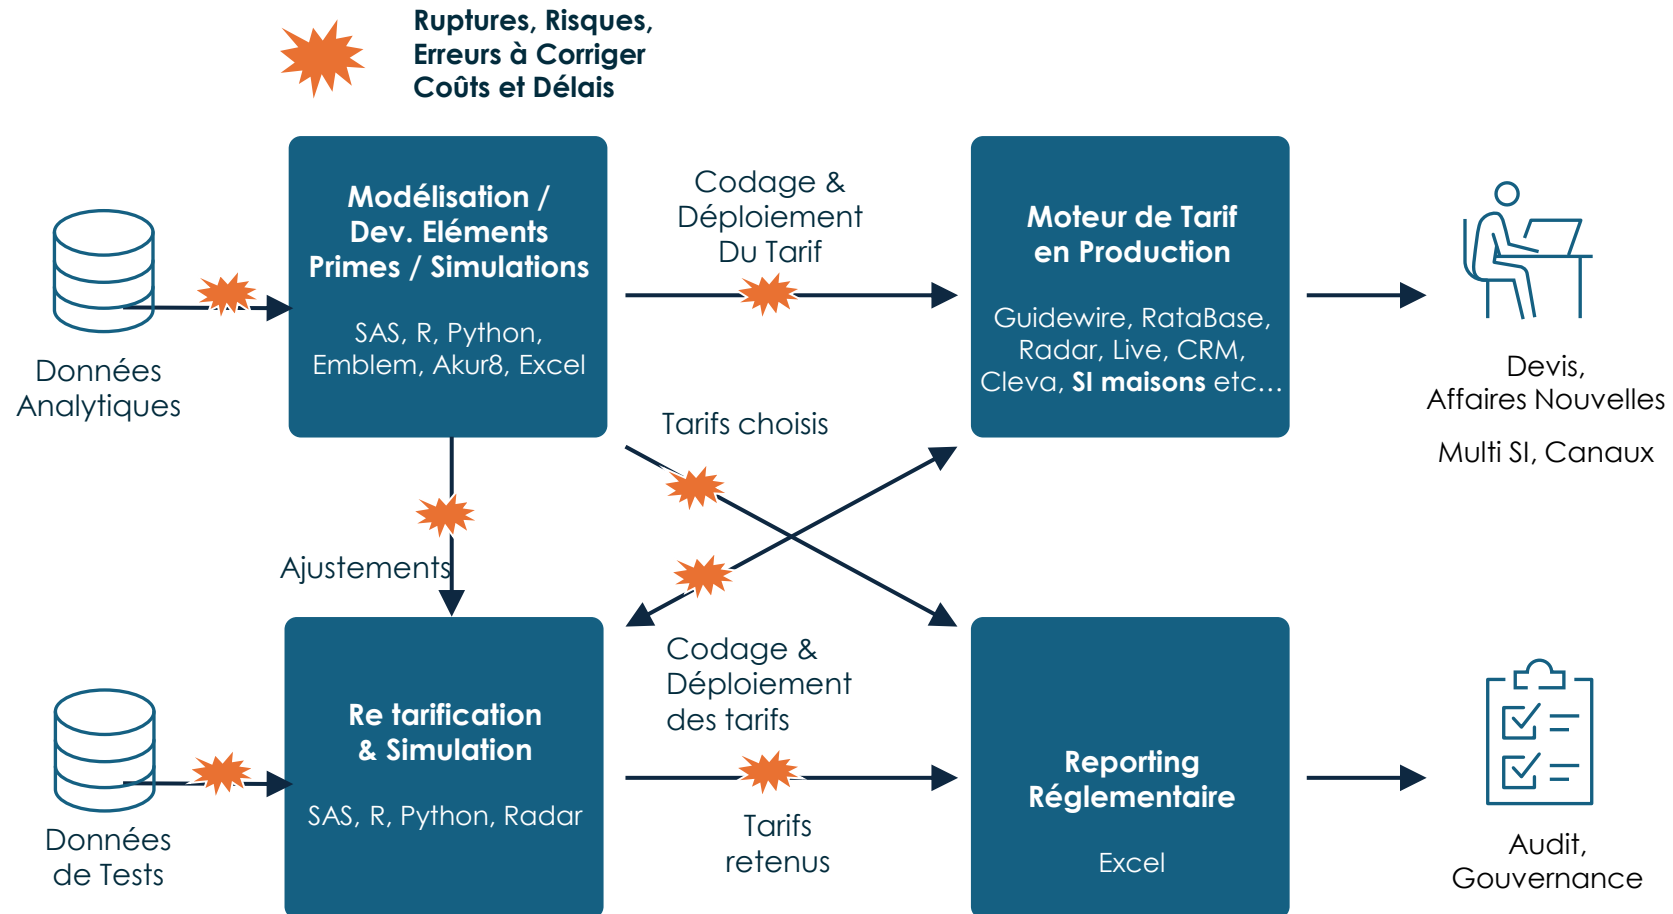 Ruptures, Risques,
Erreurs à Corriger
Coûts et Délais
Modélisation /
Dev. Eléments
Primes / Simulations
SAS, R, Python,
Emblem, Akur8, Excel
Codage &
Déploiement
Du Tarif
Moteur de Tarif
en Production
Guidewire, RataBase,
Radar, Live, CRM,
Cleva, SI maisons etc...
Données
Analytiques
Devis,
Affaires Nouvelles
Multi SI, Canaux
Tarifs choisis
Ajustements
Codage &
Déploiement
des tarifs
Re tarification
& Simulation
SAS, R, Python, Radar
Reporting
Réglementaire
Excel
Données
de Tests
Tarifs
retenus
Audit,
Gouvernance